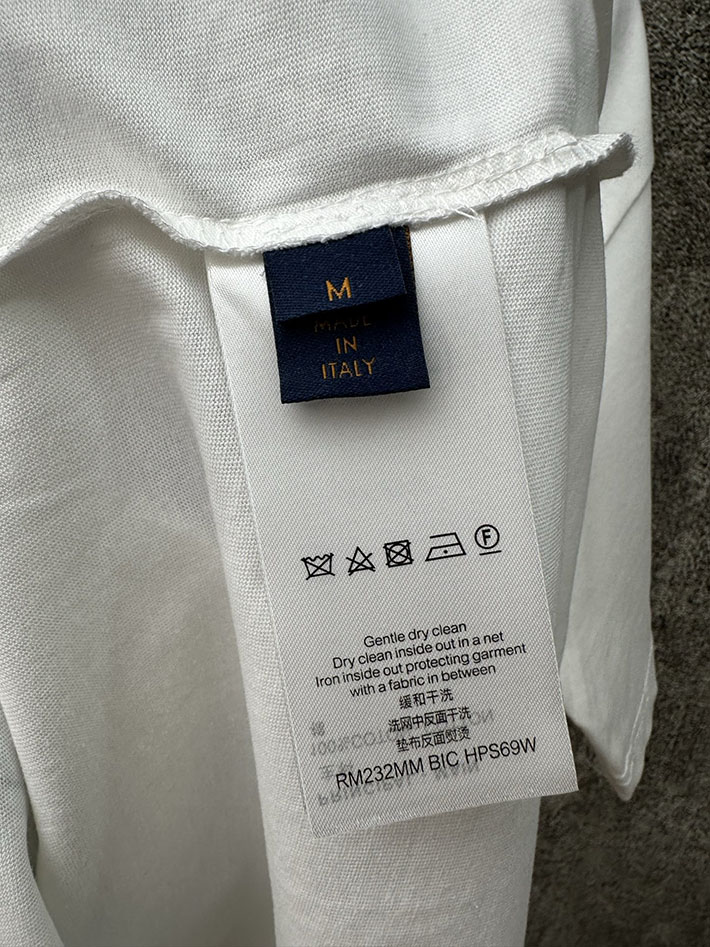 M
MADE
IN
ITALY
F
Gentle dry clean
Dry clean inside out in a net
Iron inside out protecting garment
with a fabric in between
缓和干洗
洗网中反面干洗
垫布反面熨烫
RM232MM BIC HPS69W